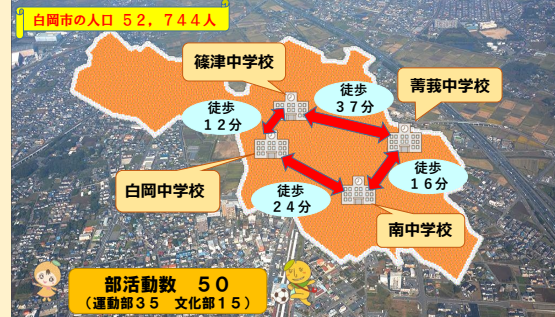 白岡市の人口 ５２，７４４人
篠津中学校
菁莪中学校
徒歩
３７分
徒歩
１２分
徒歩
１６分
白岡中学校
徒歩
２４分
南中学校
部活動数 ５０
（運動部３５ 文化部１５）